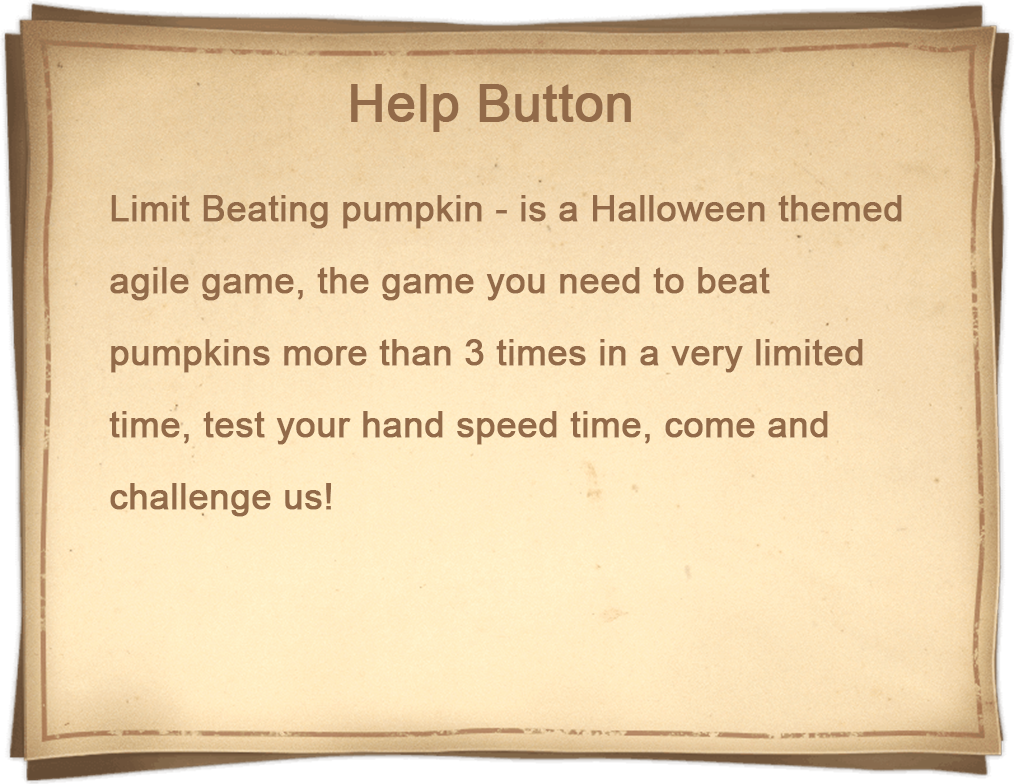 Help Button
Limit Beating pumpkin - is a Halloween themed
agile game, the game you need to beat
pumpkins more than 3 times in a very limited
time, test your hand speed time, come and
challenge us!